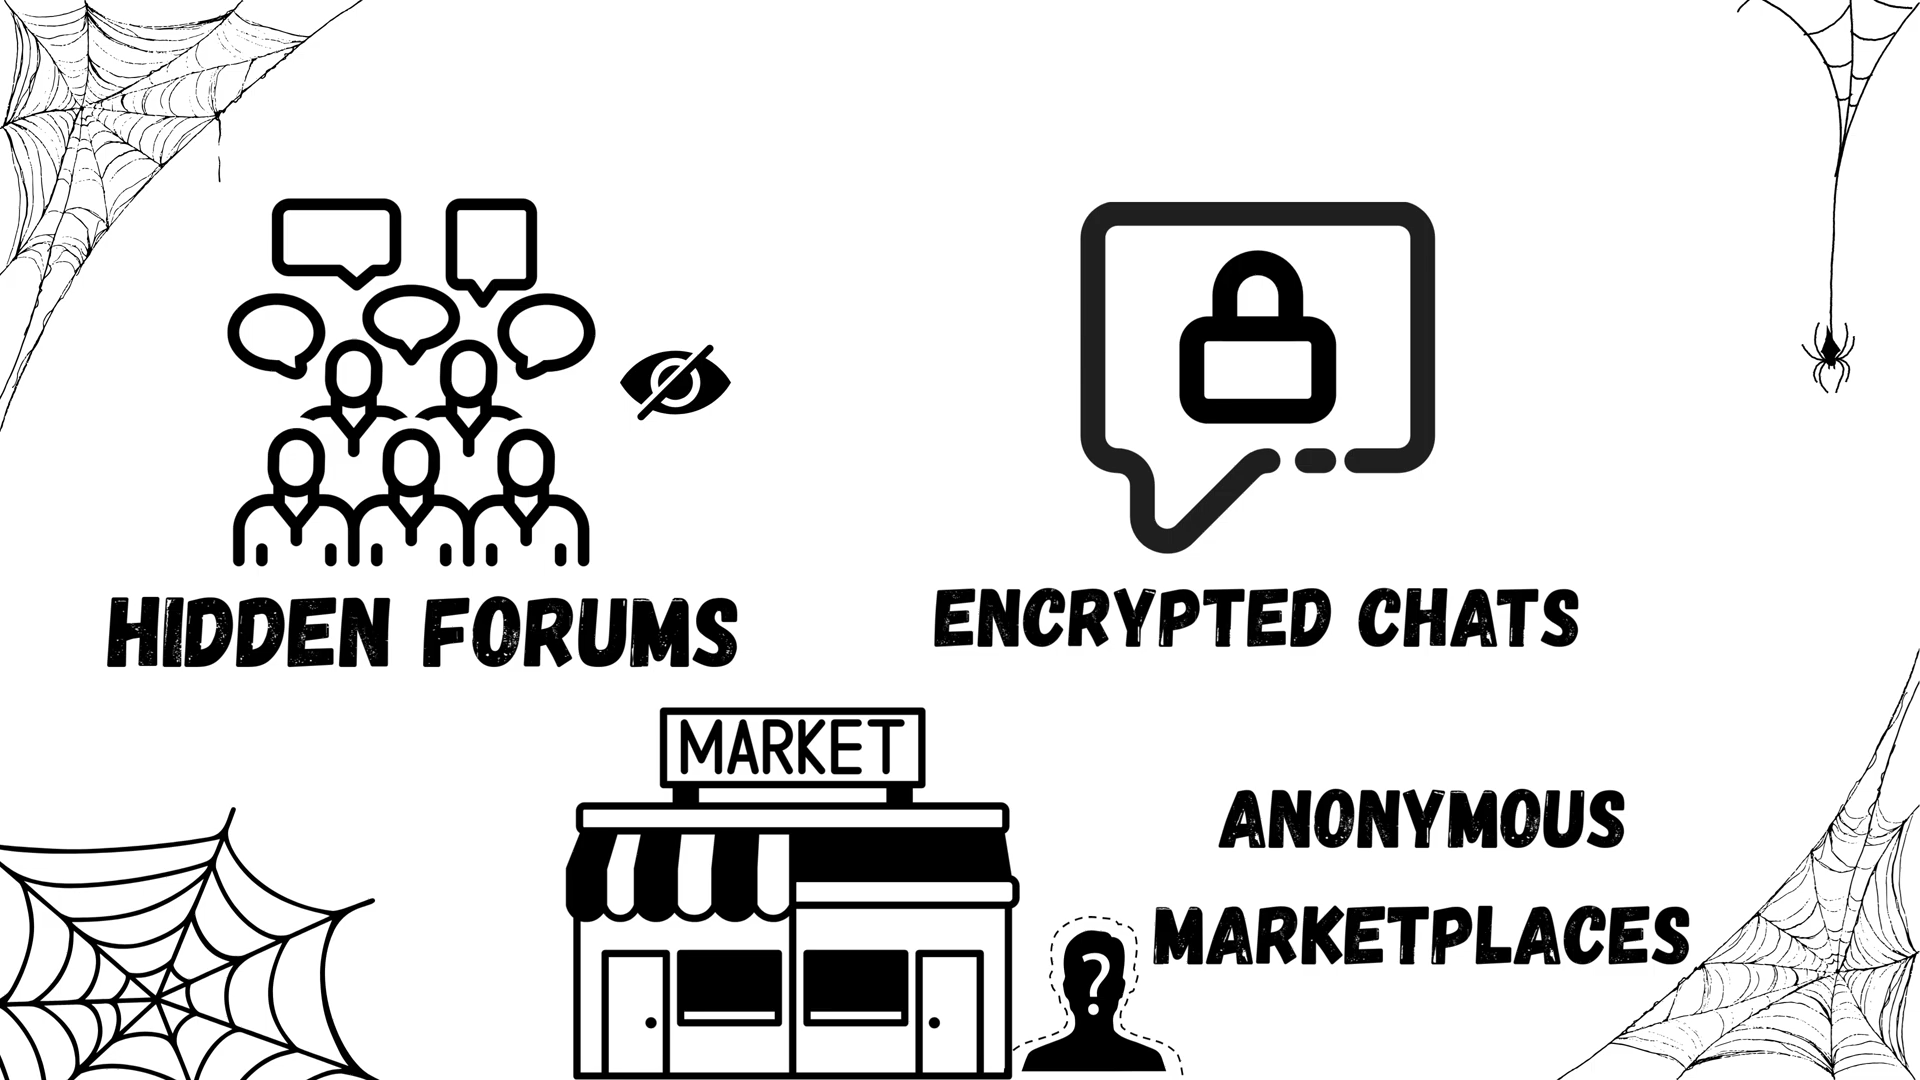 HIDDEN FORUMS
ENCRYPTED CHATS
MARKET
ANONYMOUS
MARKETPLACES
?